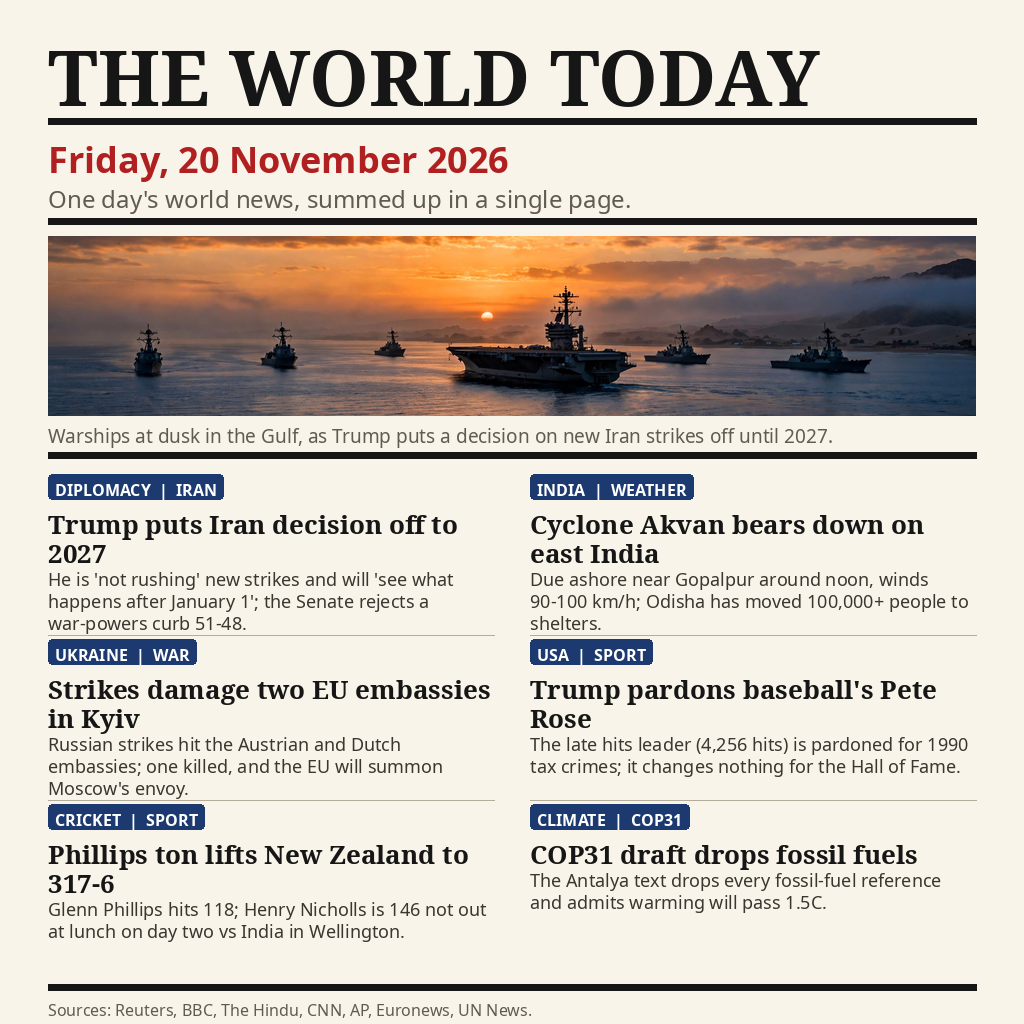 THE WORLD TODAY
Friday, 20 November 2026
One day's world news, summed up in a single page.
Warships at dusk in the Gulf, as Trump puts a decision on new Iran strikes off until 2027.
DIPLOMACY | IRAN
Trump puts Iran decision off to
2027
He is 'not rushing' new strikes and will 'see what
happens after January 1'; the Senate rejects a
war-powers curb 51-48.
INDIA | WEATHER
Cyclone Akvan bears down on
east India
Due ashore near Gopalpur around noon, winds
90-100 km/h; Odisha has moved 100,000+ people to
shelters.
UKRAINE | WAR
Strikes damage two EU embassies
in Kyiv
Russian strikes hit the Austrian and Dutch
embassies; one killed, and the EU will summon
Moscow's envoy.
USA | SPORT
Trump pardons baseball's Pete
Rose
The late hits leader (4,256 hits) is pardoned for 1990
tax crimes; it changes nothing for the Hall of Fame.
CRICKET | SPORT
Phillips ton lifts New Zealand to
317-6
Glenn Phillips hits 118; Henry Nicholls is 146 not out
at lunch on day two vs India in Wellington.
CLIMATE | COP31
COP31 draft drops fossil fuels
The Antalya text drops every fossil-fuel reference
and admits warming will pass 1.5C.
Sources: Reuters, BBC, The Hindu, CNN, AP, Euronews, UN News.